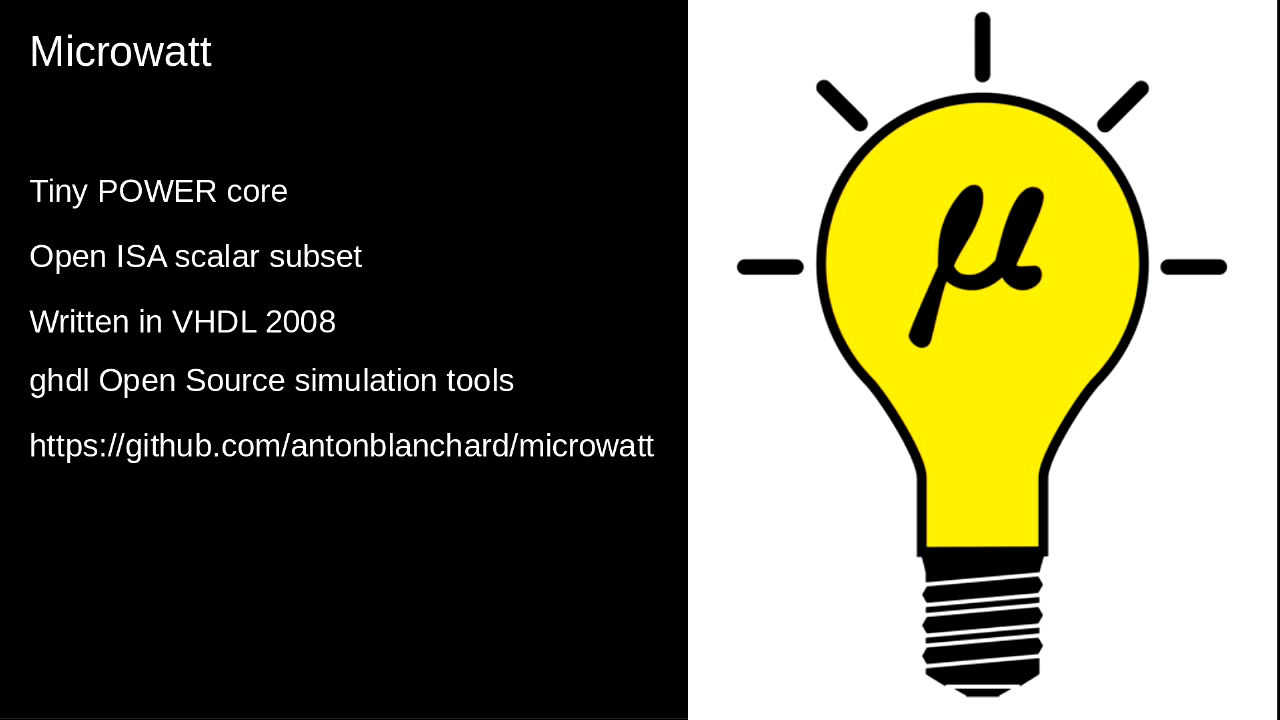 Microwatt
Tiny POWER core
Open ISA scalar subset
Written in VHDL 2008
ghdl Open Source simulation tools
https://github.com/antonblanchard/microwatt
μ